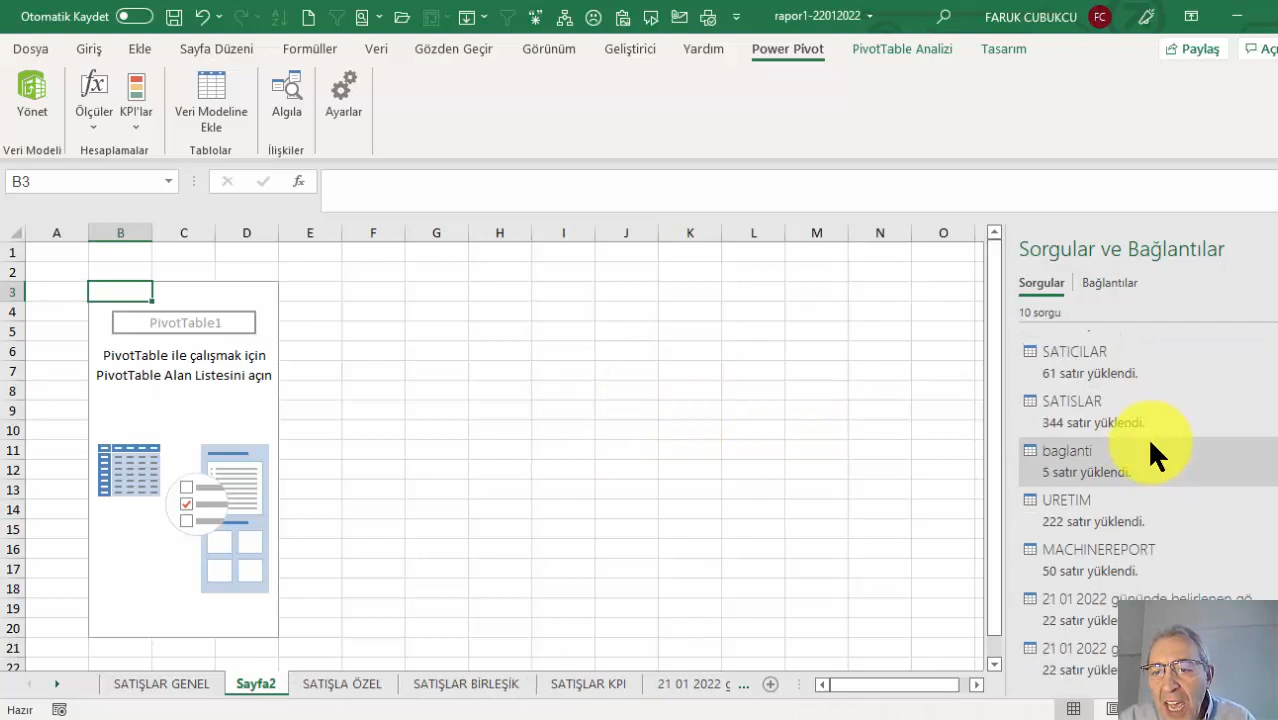 Otomatik Kaydet
rapor1-22012022
FARUK CUBUKCU
FC
Dosya Giriş Ekle Sayfa Düzeni Formüller Veri Gözden Geçir Görünüm Geliştirici Yardım Power Pivot PivotTable Analizi Tasarım
Paylaş
Yönet
Ölçüler
KPI'lar
Veri Modeline
Ekle
Algıla
Ayarlar
Veri Modeli Hesaplamalar Tablolar İlişkiler
B3
fx
A B C D E F G H I J K L M N O
1
2
3
4
5
6
7
8
9
10
11
12
13
14
15
16
17
18
19
20
21
22
PivotTable1
PivotTable ile çalışmak için
PivotTable Alan Listesini açın
Sorgular ve Bağlantılar
Sorgular Bağlantılar
10 sorgu
SATICILAR
61 satır yüklendi.
SATISLAR
344 satır yüklendi.
baglanti
5 satır yüklendi.
URETIM
222 satır yüklendi.
MACHINEREPORT
50 satır yüklendi.
21 01 2022 gününde belirlenen
22 satır
21 01 2022
22 satır
SATIŞLAR GENEL Sayfa2 SATIŞLA ÖZEL SATIŞLAR BİRLEŞİK SATIŞLAR KPI 21 01 2022 g ...
Hazır